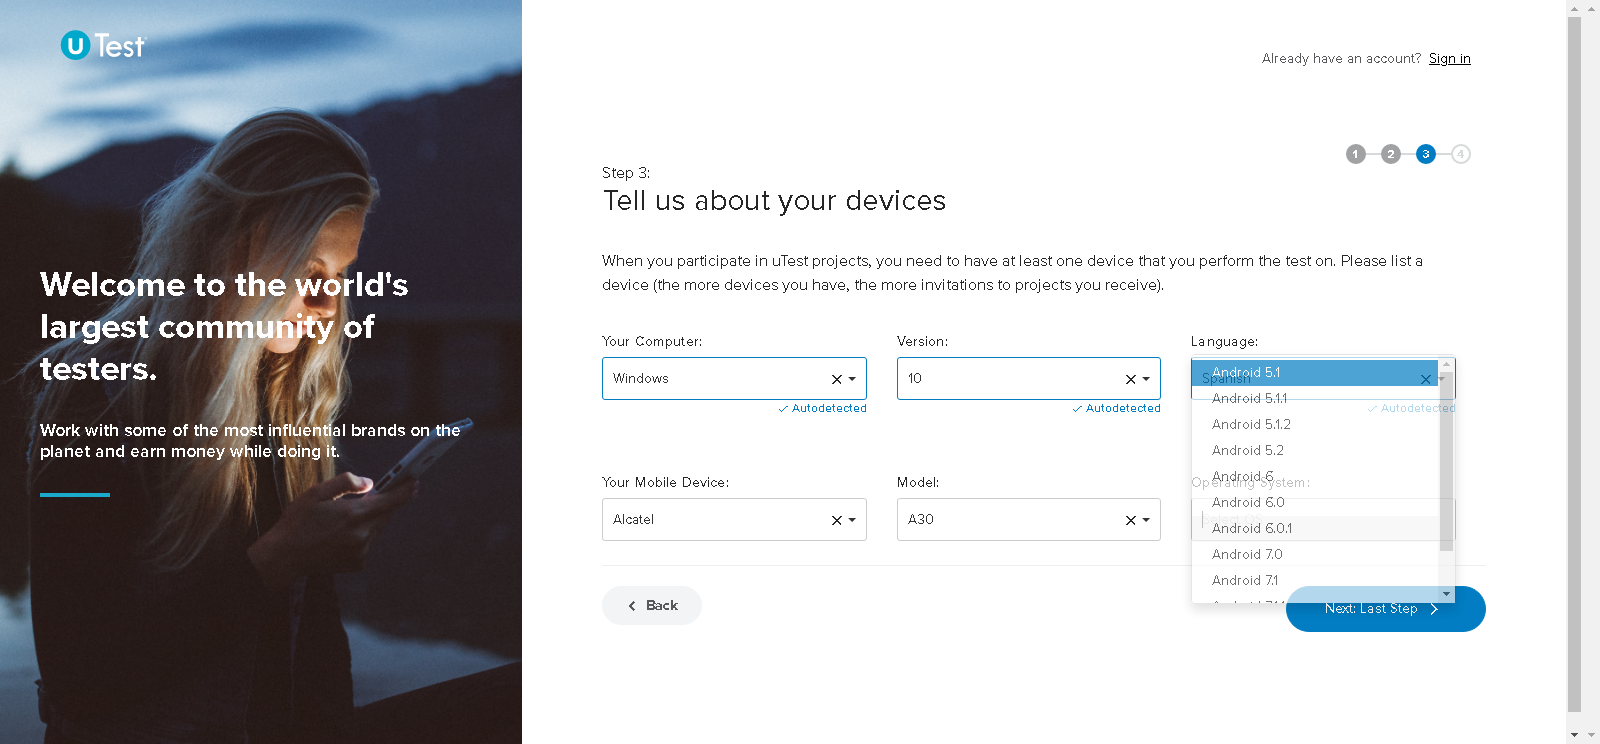 uTest
Already have an account? Sign in
1 2 3 4
Step 3:
Tell us about your devices
Welcome to the world's
largest community of
testers.
Work with some of the most influential brands on the
planet and earn money while doing it.
When you participate in uTest projects, you need to have at least one device that you perform the test on. Please list a
device (the more devices you have, the more invitations to projects you receive).
Your Computer:
Windows
Autodetected
Version:
10
Autodetected
Language:
Spanish
Autodetected
Your Mobile Device:
Alcatel
Model:
A30
Operating System:
Android 5.1
Android 5.1.1
Android 5.1.2
Android 5.2
Android 6
Android 6.0
Android 6.0.1
Android 7.0
Android 7.1
Back
Next: Last Step